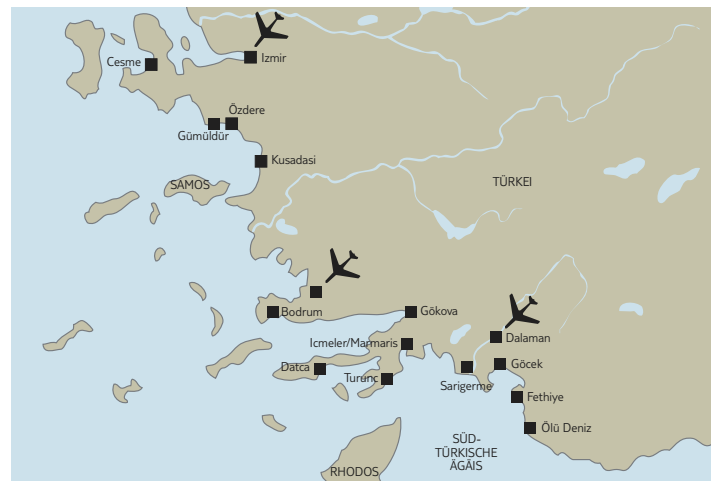 Izmir
Cesme
Özdere
Gümüldür
Kusadasi
SAMOS
TÜRKEI
Bodrum
Gökova
Icmeler/Marmaris
Dalaman
Datca
Turunc
Göcek
Sarigerme
Fethiye
Ölü Deniz
SÜD-
TÜRKISCHE
ÄGÄIS
RHODOS